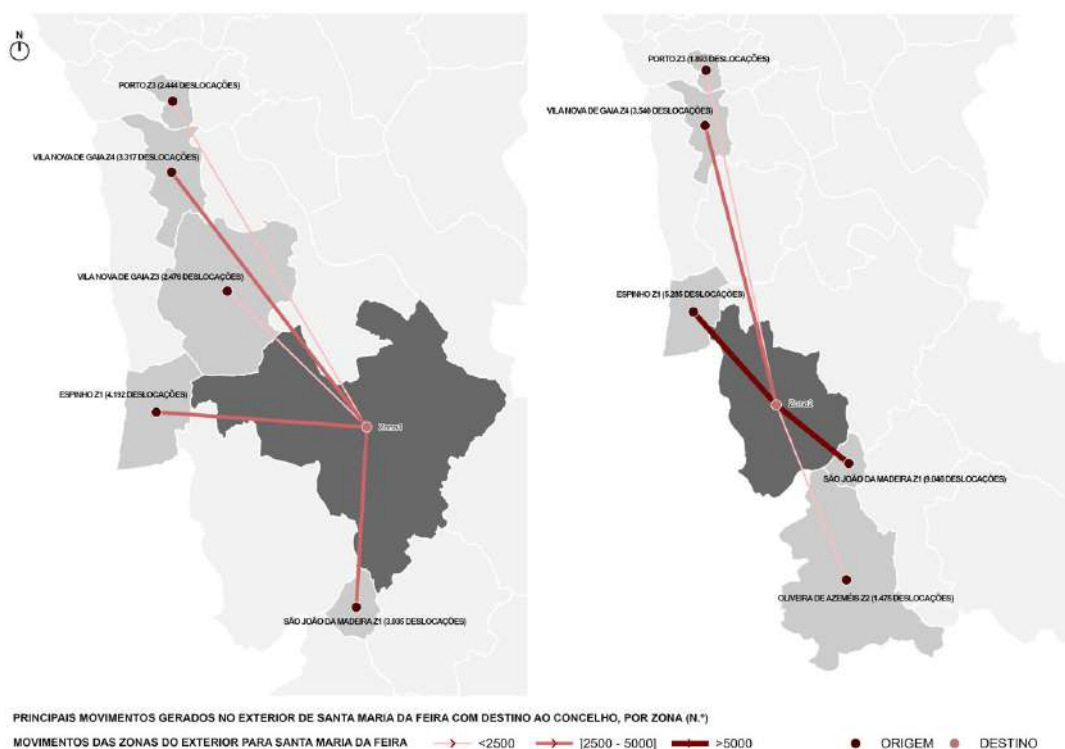 N
PORTO Z3 (2.444 DESLOCAÇÕES)
VILA NOVA DE GAIA Z4 (3.317 DESLOCAÇÕES)
VILA NOVA DE GAIA Z3 (2.476 DESLOCAÇÕES)
ESPINHO Z1 (4.192 DESLOCAÇÕES)
Zona1
SÃO JOÃO DA MADEIRA Z1 (3.035 DESLOCAÇÕES)
PORTO Z3 (1.893 DESLOCAÇÕES)
VILA NOVA DE GAIA Z4 (3.540 DESLOCAÇÕES)
ESPINHO Z1 (5.285 DESLOCAÇÕES)
Zona2
SÃO JOÃO DA MADEIRA Z1 (9.046 DESLOCAÇÕES)
OLIVEIRA DE AZEMÉIS Z2 (1.475 DESLOCAÇÕES)
PRINCIPAIS MOVIMENTOS GERADOS NO EXTERIOR DE SANTA MARIA DA FEIRA COM DESTINO AO CONCELHO, POR ZONA (N.º)
MOVIMENTOS DAS ZONAS DO EXTERIOR PARA SANTA MARIA DA FEIRA <2500 ]2500 - 5000] >5000 ORIGEM DESTINO